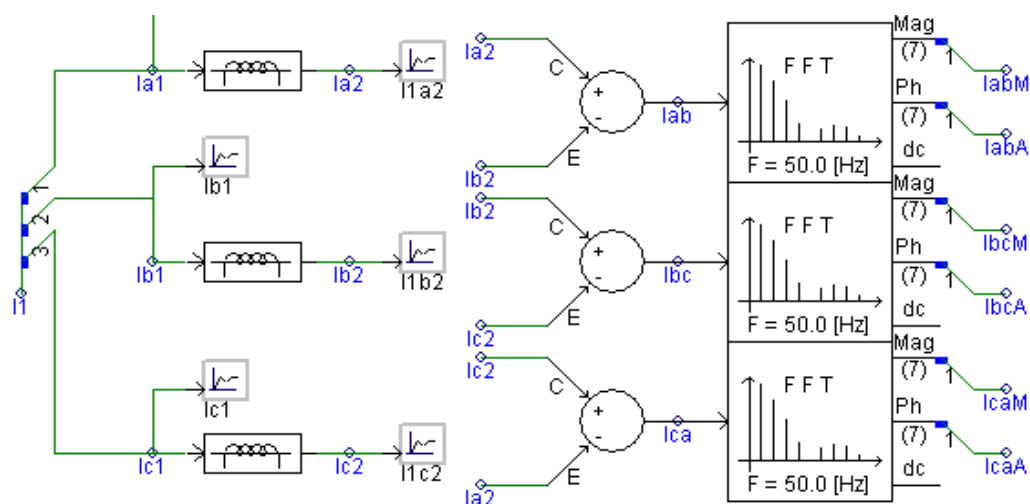 Ia1
Ia2
I1a2
Ib1
1
2
3
I1
Ib1
Ib2
I1b2
Ic1
Ic1
Ic2
I1c2
Ia2
C
+
-
E
Ib2
Iab
F F T
F = 50.0 [Hz]
Mag
(7)
1
IabM
Ph
(7)
1
IabA
dc
Ib2
C
+
-
E
Ic2
Ibc
F F T
F = 50.0 [Hz]
Mag
(7)
1
IbcM
Ph
(7)
1
IbcA
dc
Ic2
C
+
-
E
Ia2
Ica
F F T
F = 50.0 [Hz]
Mag
(7)
1
IcaM
Ph
(7)
1
IcaA
dc